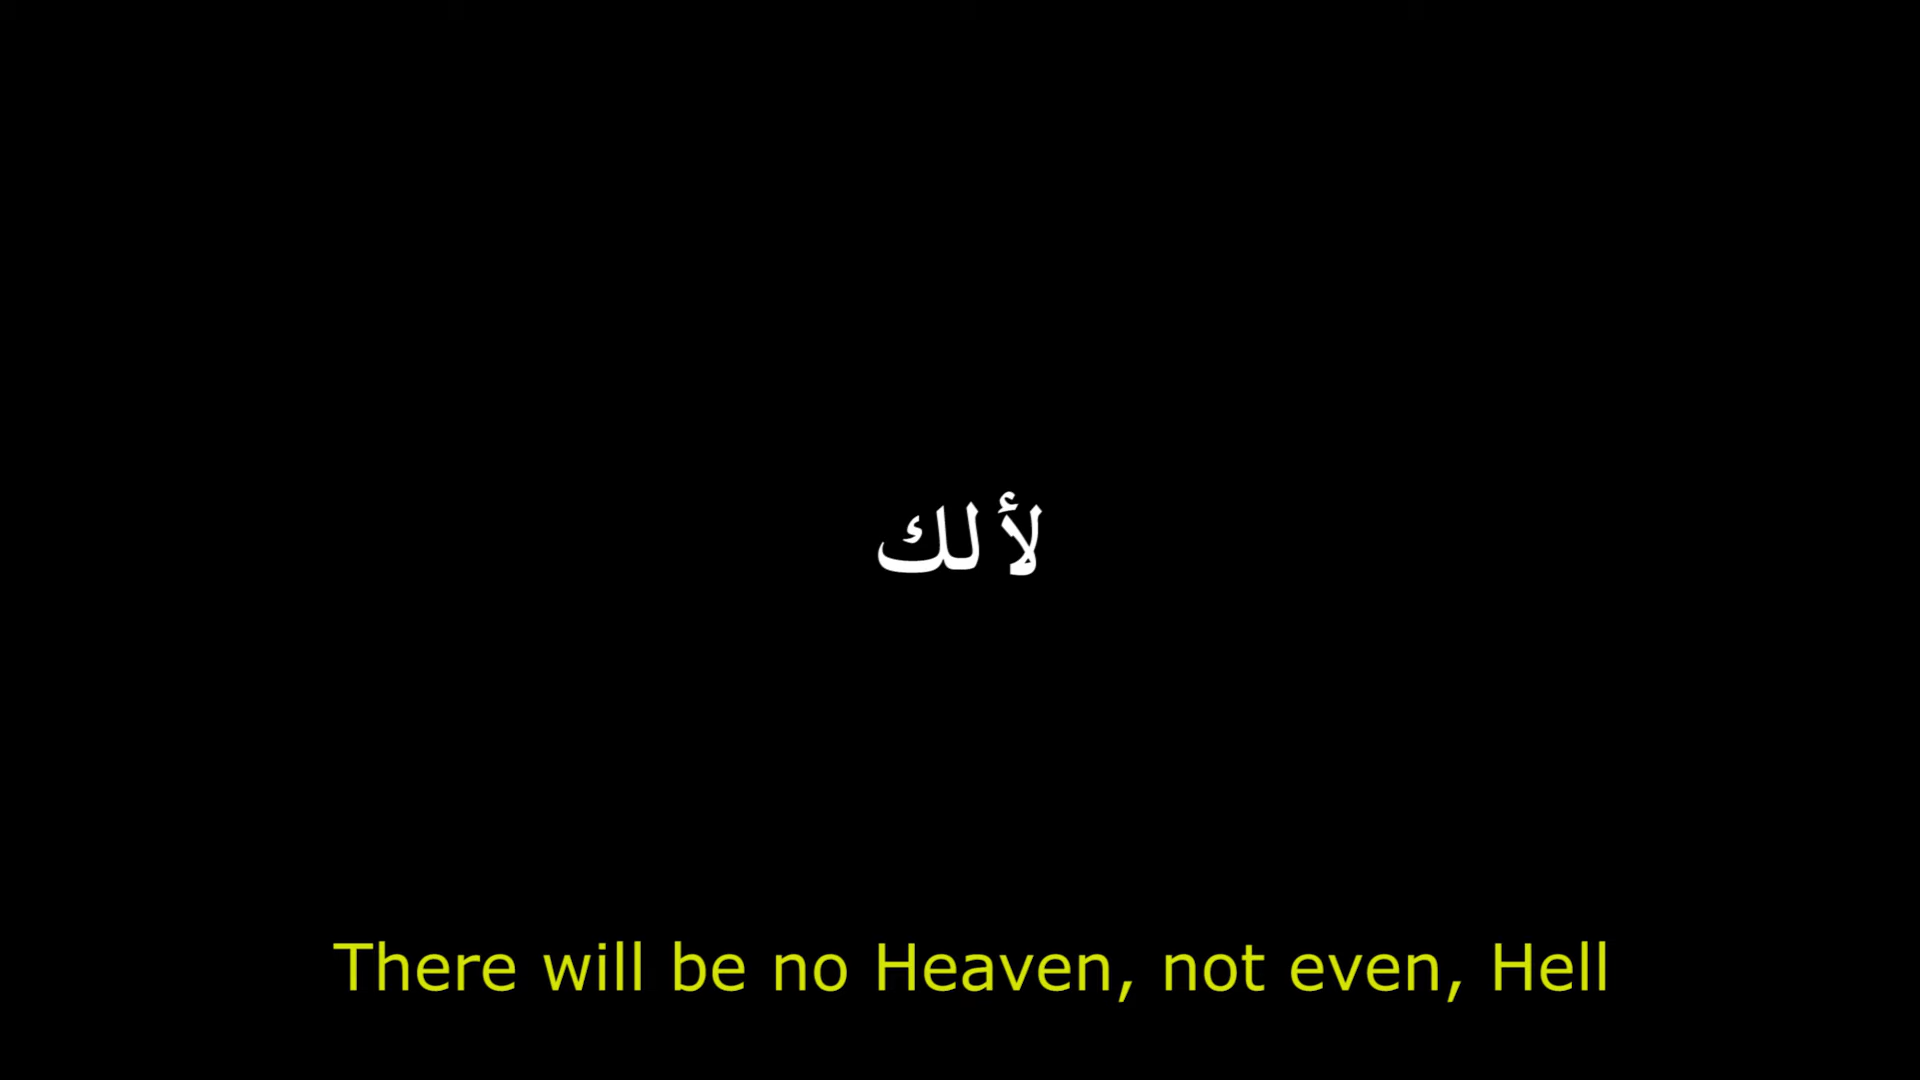 لألك
There will be no Heaven, not even, Hell